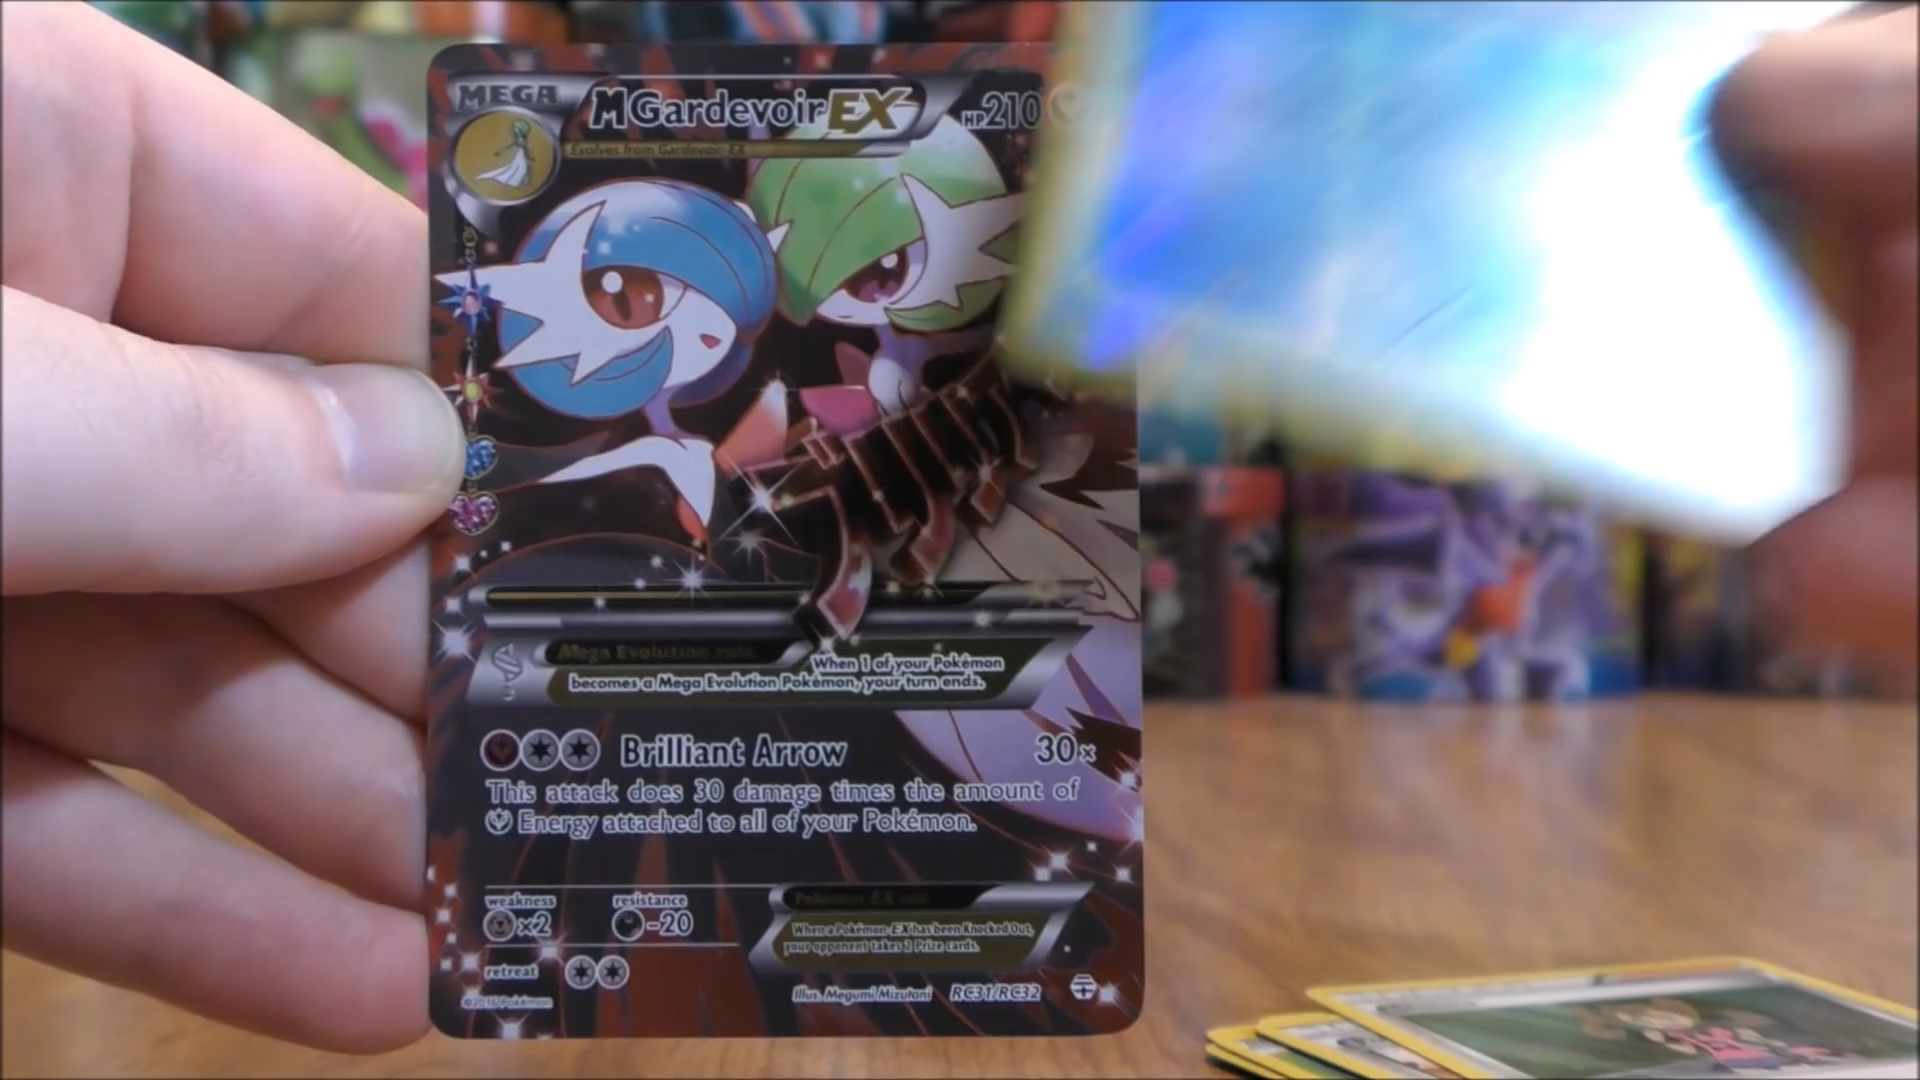 MEGA
MGardevoirEX
HP210
Evolves from Gardevoir-EX
Mega Evolution rule
When 1 of your Pokémon
becomes a Mega Evolution Pokémon, your turn ends.
Brilliant Arrow 30×
This attack does 30 damage times the amount of
Energy attached to all of your Pokémon.
weakness resistance
×2 -20
Pokémon EX rule
When a Pokémon-EX has been Knocked Out,
your opponent takes 2 Prize cards.
retreat
©2016 Pokémon
Illus. Megumi Mizutani RC31/RC32